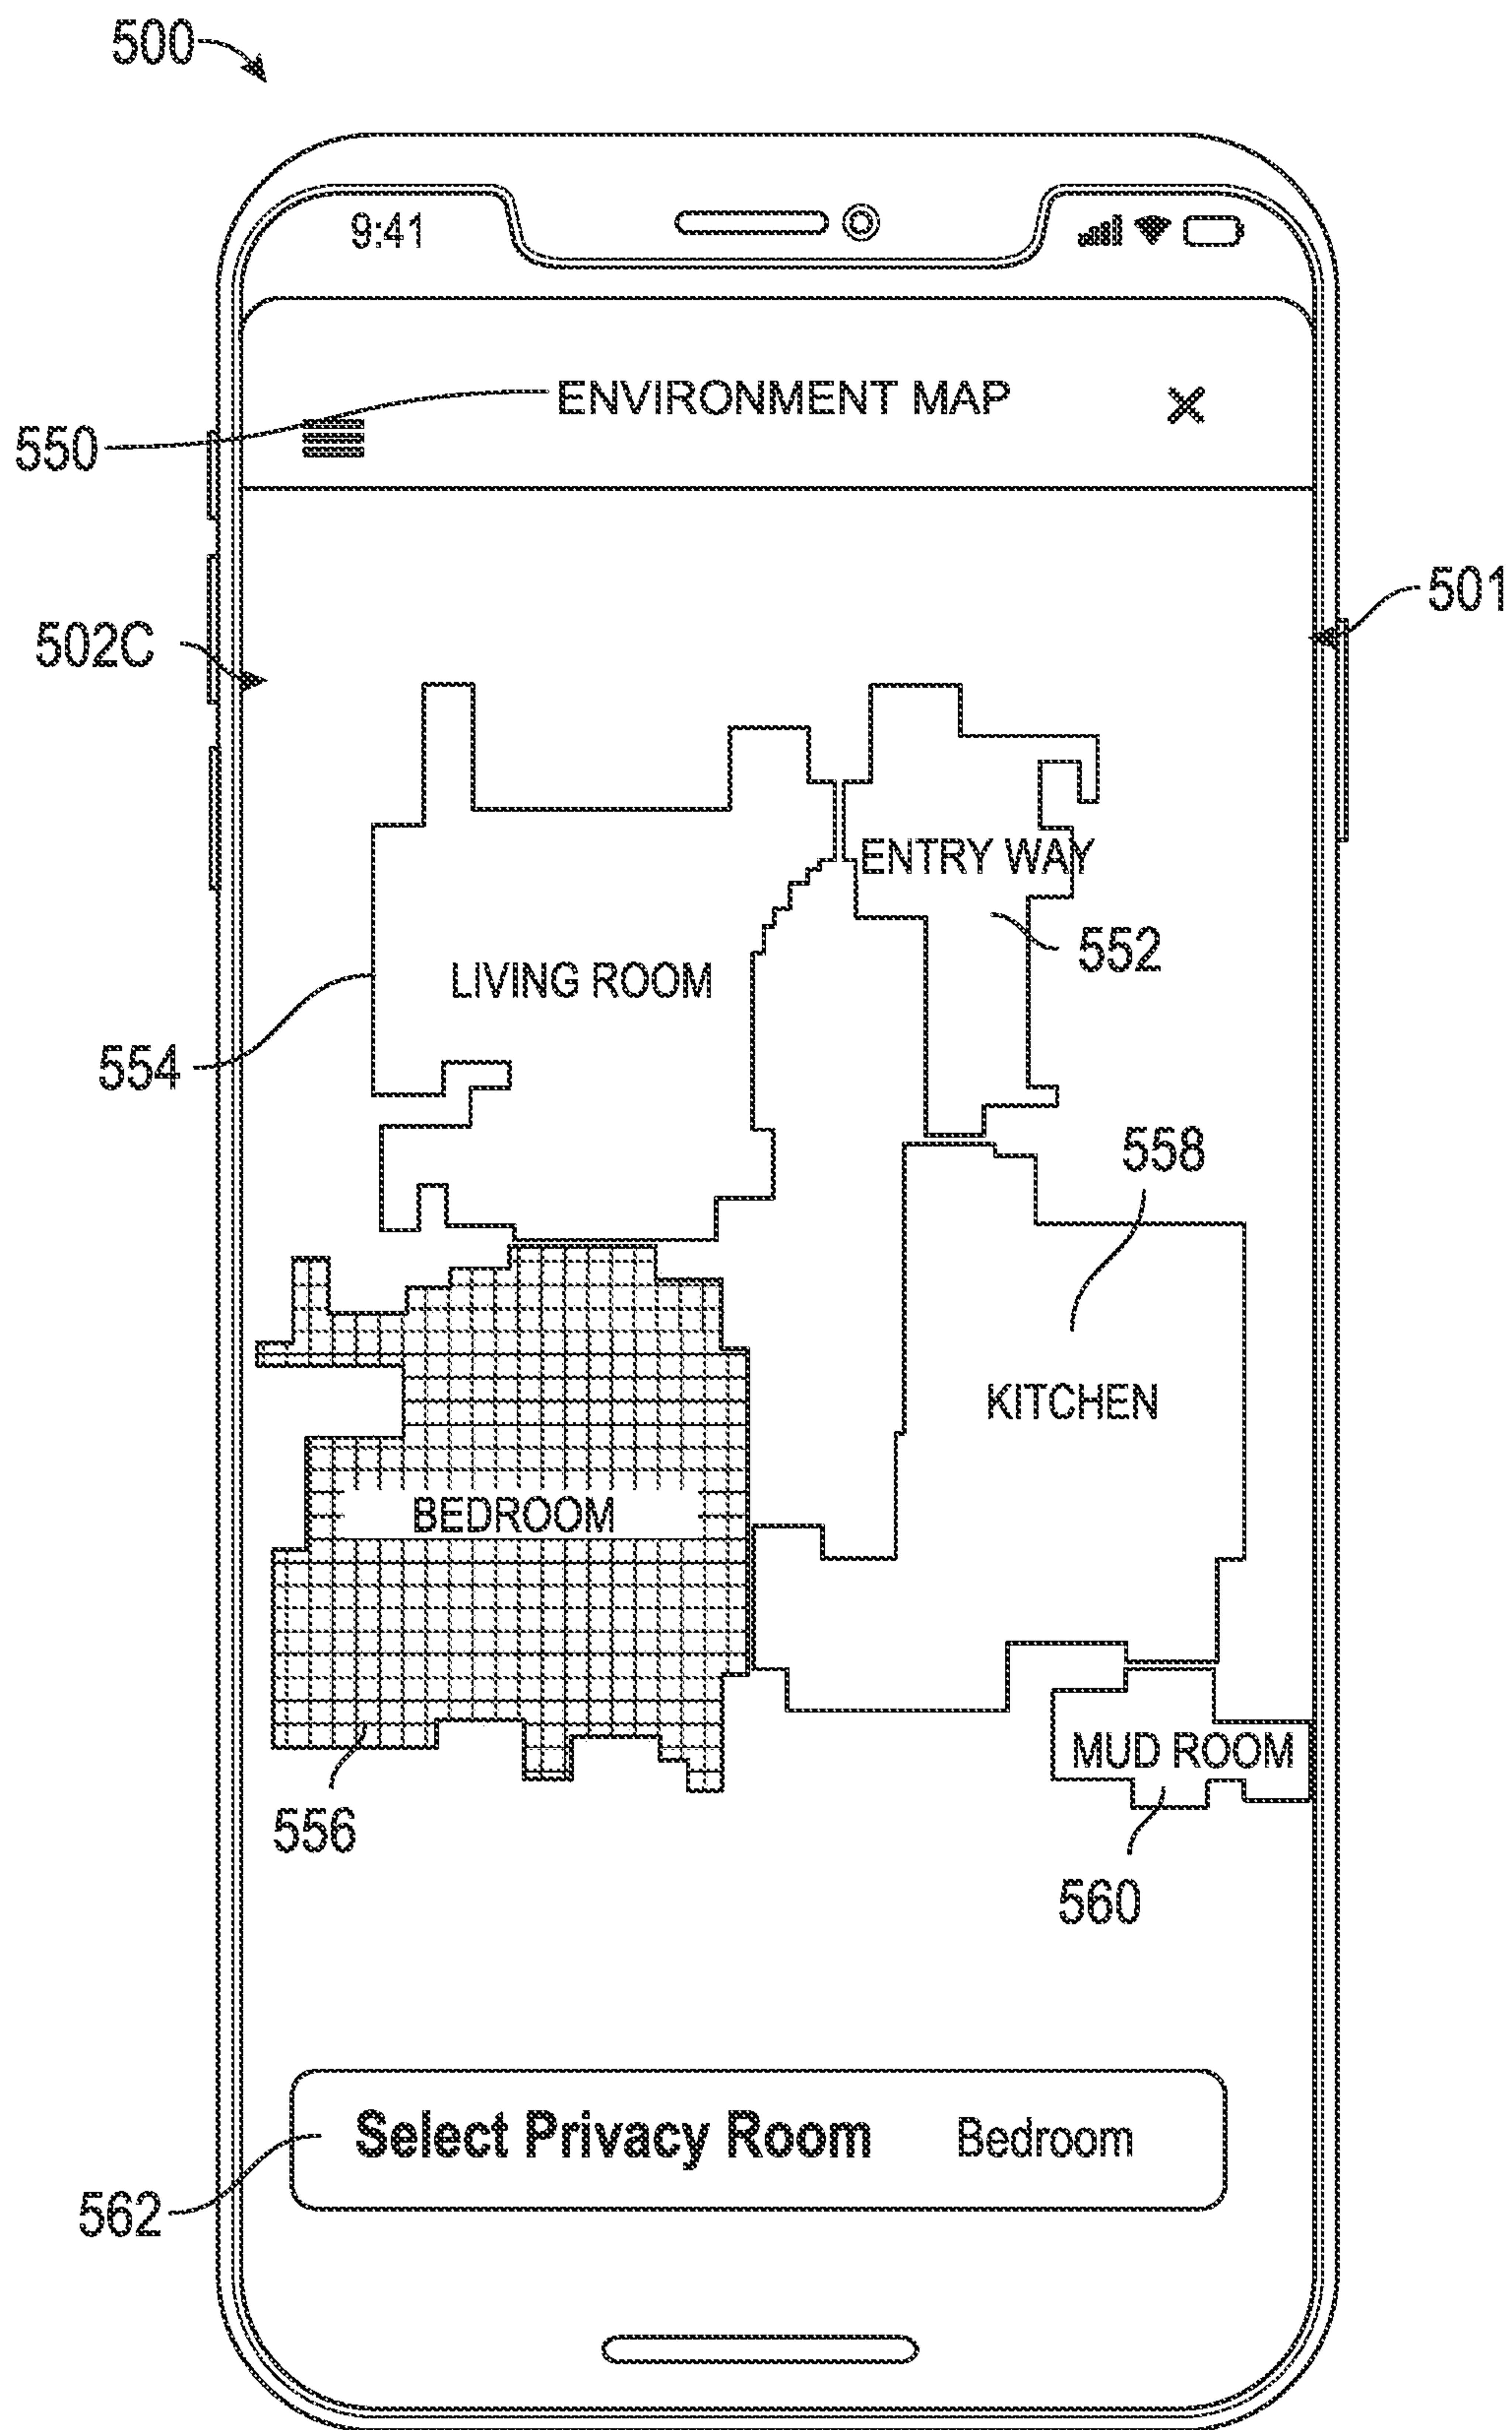 500
9:41
ENVIRONMENT MAP
550
501
502C
ENTRY WAY
552
LIVING ROOM
554
558
KITCHEN
BEDROOM
MUD ROOM
556
560
Select Privacy Room Bedroom
562